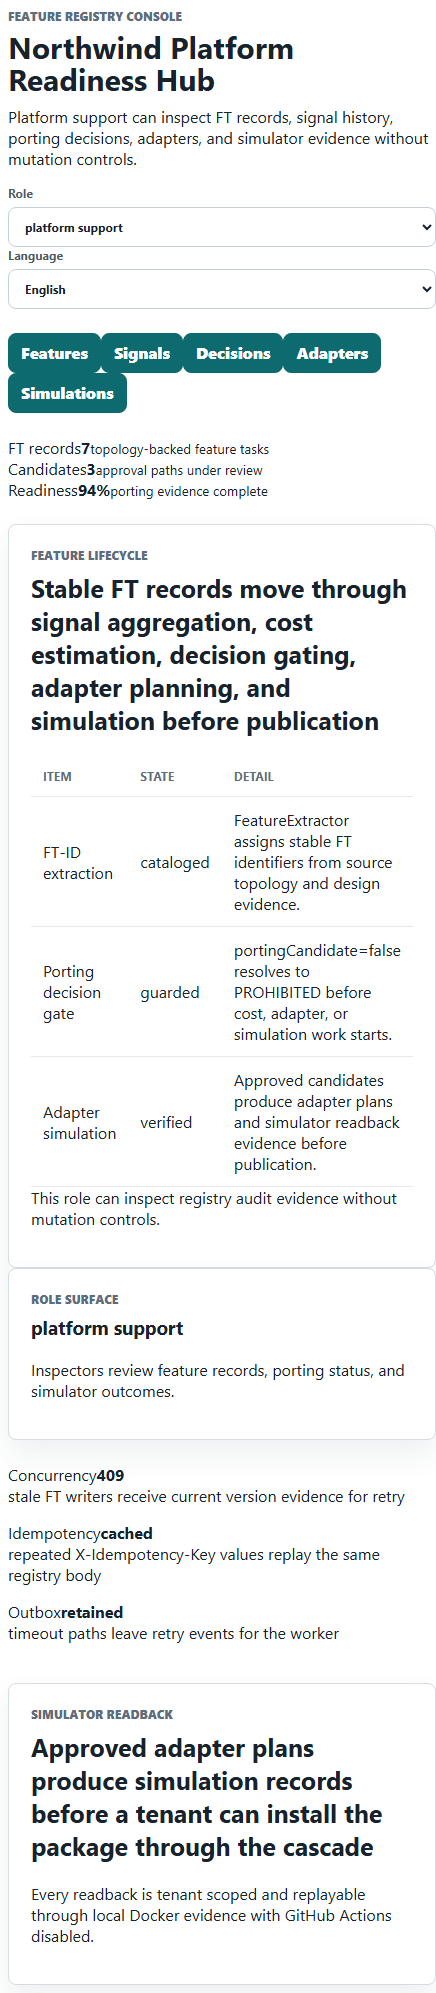 FEATURE REGISTRY CONSOLE
Northwind Platform
Readiness Hub
Platform support can inspect FT records, signal history,
porting decisions, adapters, and simulator evidence without
mutation controls.
Role
platform support
Language
English
Features Signals Decisions Adapters
Simulations
FT records7topology-backed feature tasks
Candidates3approval paths under review
Readiness94%porting evidence complete
FEATURE LIFECYCLE
Stable FT records move through
signal aggregation, cost
estimation, decision gating,
adapter planning, and
simulation before publication
ITEM STATE DETAIL
FT-ID
extraction
cataloged
FeatureExtractor
assigns stable FT
identifiers from source
topology and design
evidence.
Porting
decision
gate
guarded
portingCandidate=false
resolves to
PROHIBITED before
cost, adapter, or
simulation work starts.
Adapter
simulation
verified
Approved candidates
produce adapter plans
and simulator readback
evidence before
publication.
This role can inspect registry audit evidence without
mutation controls.
ROLE SURFACE
platform support
Inspectors review feature records, porting status, and
simulator outcomes.
Concurrency409
stale FT writers receive current version evidence for retry
Idempotencycached
repeated X-Idempotency-Key values replay the same
registry body
Outboxretained
timeout paths leave retry events for the worker
SIMULATOR READBACK
Approved adapter plans
produce simulation records
before a tenant can install the
package through the cascade
Every readback is tenant scoped and replayable
through local Docker evidence with GitHub Actions
disabled.